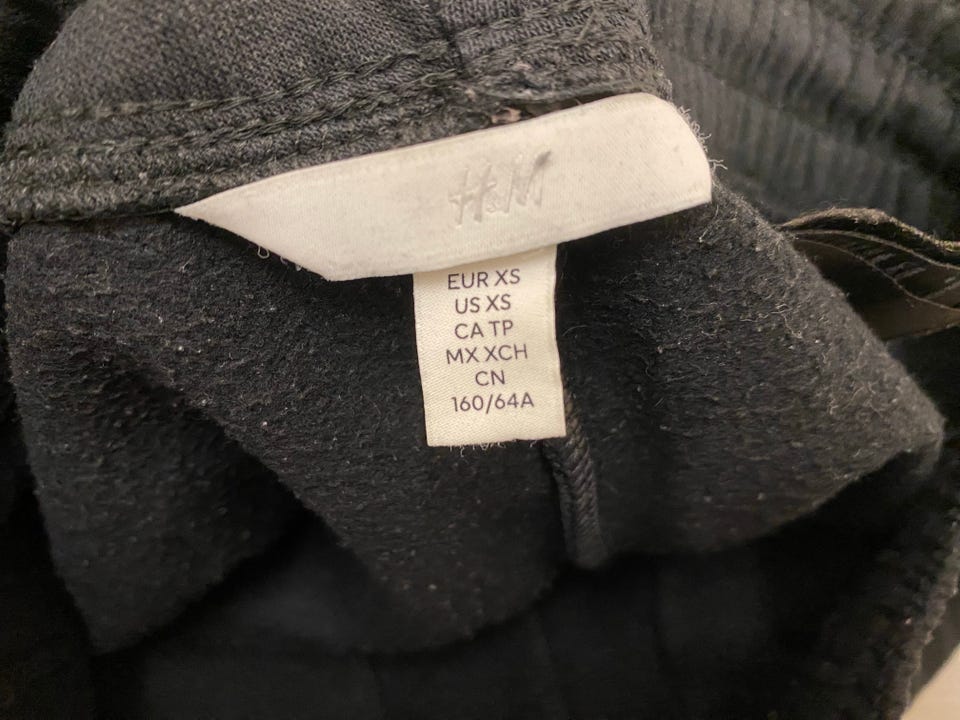 H&M
EUR XS
US XS
CA TP
MX XCH
CN
160/64A